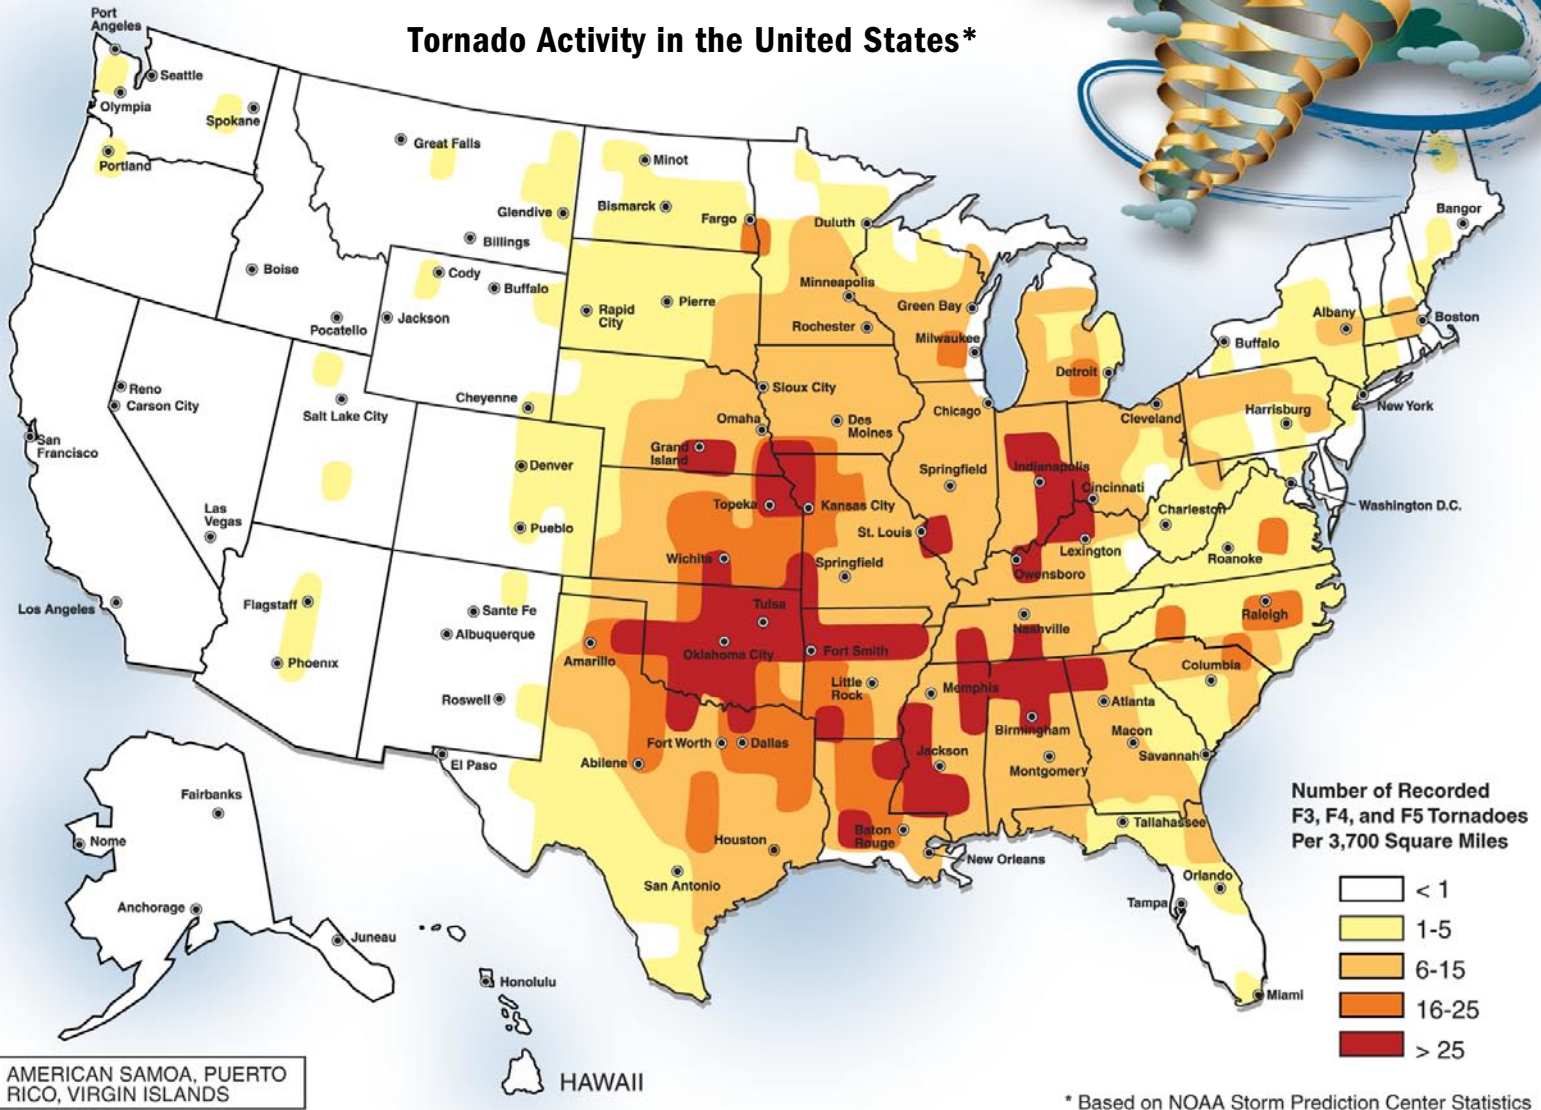 Tornado Activity in the United States*
Port
Angeles
Seattle
Olympia
Spokane
Portland
Great Falls
Glendive
Billings
Minot
Bismarck
Fargo
Duluth
Bangor
Boise
Pocatello
Cody
Buffalo
Jackson
Rapid
City
Pierre
Minneapolis
Rochester
Green Bay
Milwaukee
Detroit
Buffalo
Albany
Boston
New York
Reno
Carson City
San
Francisco
Salt Lake City
Cheyenne
Sioux City
Omaha
Des
Moines
Grand
Island
Chicago
Cleveland
Harrisburg
Las
Vegas
Denver
Pueblo
Topeka
Kansas City
Springfield
Indianapolis
Cincinnati
Charleston
Washington D.C.
St. Louis
Lexington
Roanoke
Wichita
Springfield
Owensboro
Los Angeles
Flagstaff
Phoenix
Sante Fe
Albuquerque
Amarillo
Tulsa
Oklahoma City
Fort Smith
Nashville
Raleigh
Roswell
Little
Rock
Memphis
Columbia
Atlanta
El Paso
Abilene
Fort Worth
Dallas
Jackson
Birmingham
Montgomery
Macon
Savannah
Fairbanks
Nome
Anchorage
Juneau
Houston
San Antonio
Baton
Rouge
New Orleans
Tallahassee
Orlando
Tampa
Miami
Honolulu
HAWAII
AMERICAN SAMOA, PUERTO
RICO, VIRGIN ISLANDS
Number of Recorded
F3, F4, and F5 Tornadoes
Per 3,700 Square Miles
< 1
1-5
6-15
16-25
> 25
* Based on NOAA Storm Prediction Center Statistics